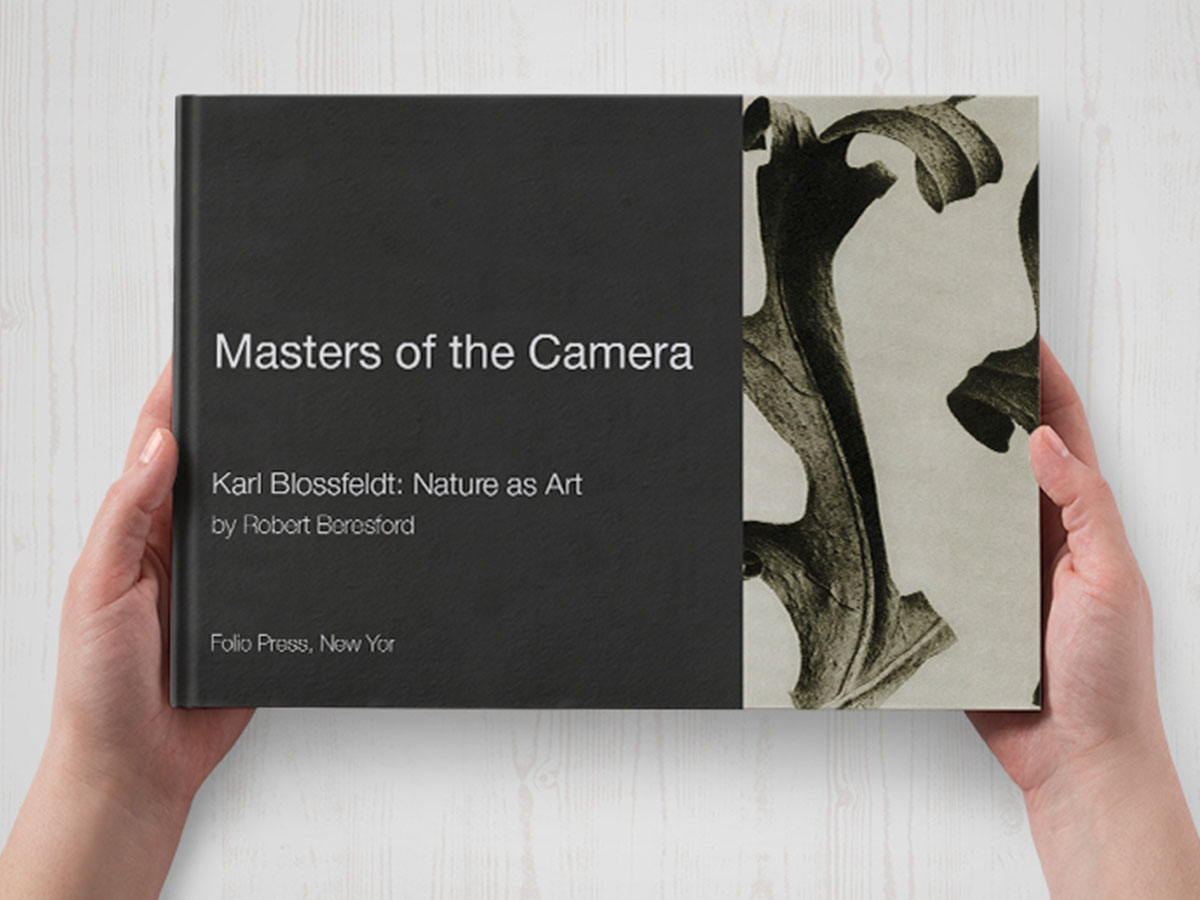 Masters of the Camera
Karl Blossfeldt: Nature as Art
by Robert Beresford
Folio Press, New Yor